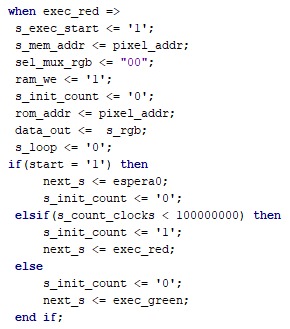 when exec_red =>
s_exec_start <= '1';
s_mem_addr <= pixel_addr;
sel_mux_rgb <= "00";
ram_we <= '1';
s_init_count <= '0';
rom_addr <= pixel_addr;
data_out <=  s_rgb;
s_loop <= '0';
if(start = '1') then
next_s <= espera0;
s_init_count <= '0';
elsif(s_count_clocks < 100000000) then
s_init_count <= '1';
next_s <= exec_red;
else
s_init_count <= '0';
next_s <= exec_green;
end if;